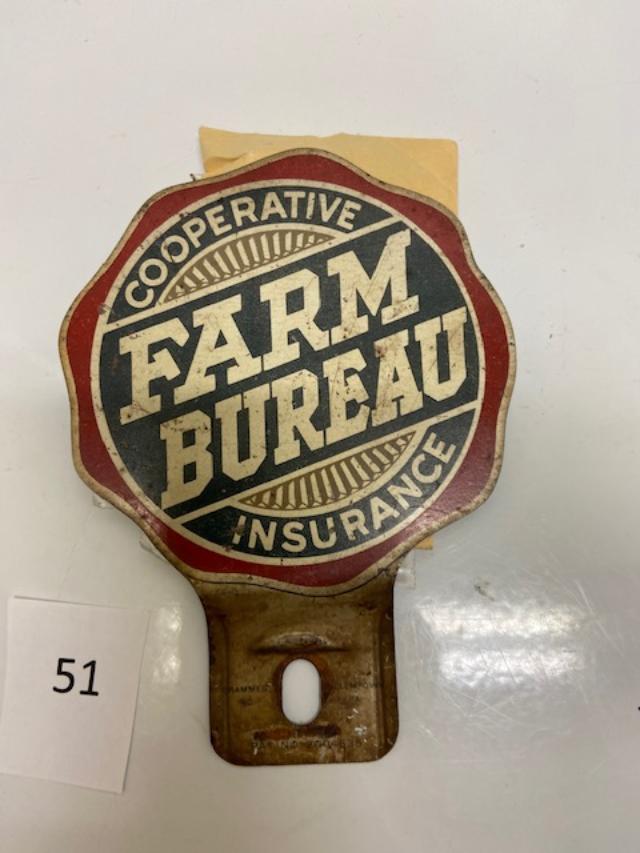 COOPERATIVE
FARM
BUREAU
INSURANCE
51